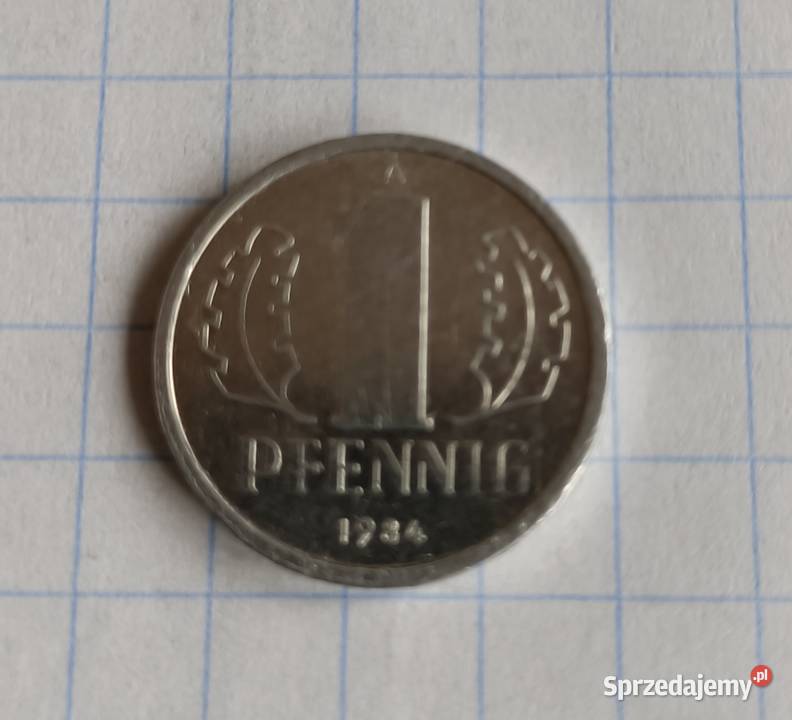 A
1
PFENNIG
1984
Sprzedajemy.pl